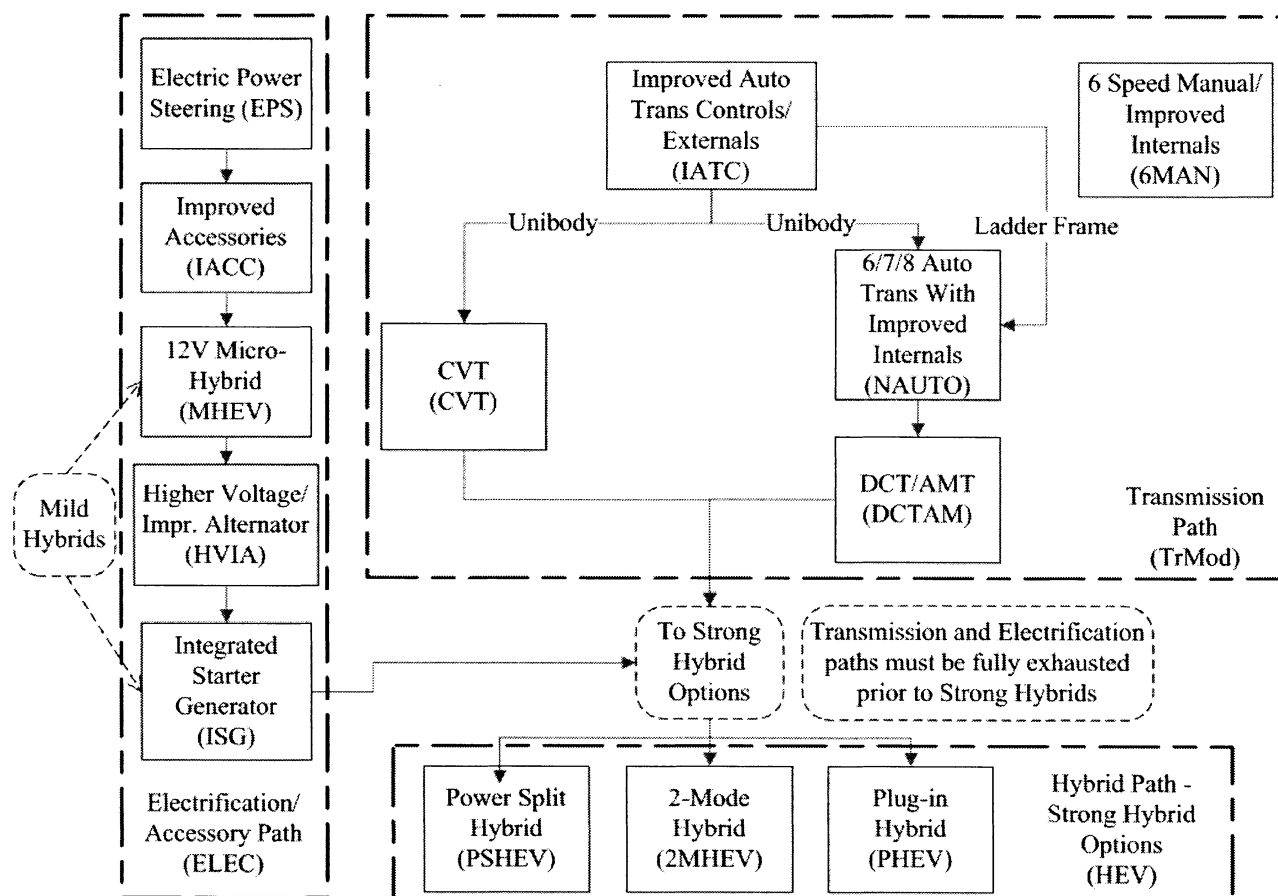 Electric Power
Steering (EPS)
Improved
Accessories
(IACC)
12V Micro-
Hybrid
(MHEV)
Mild
Hybrids
Higher Voltage/
Impr. Alternator
(HVIA)
Integrated
Starter
Generator
(ISG)
Electrification/
Accessory Path
(ELEC)
Improved Auto
Trans Controls/
Externals
(IATC)
6 Speed Manual/
Improved
Internals
(6MAN)
Unibody
Unibody
Ladder Frame
CVT
(CVT)
6/7/8 Auto
Trans With
Improved
Internals
(NAUTO)
DCT/AMT
(DCTAM)
Transmission
Path
(TrMod)
To Strong
Hybrid
Options
Transmission and Electrification
paths must be fully exhausted
prior to Strong Hybrids
Power Split
Hybrid
(PSHEV)
2-Mode
Hybrid
(2MHEV)
Plug-in
Hybrid
(PHEV)
Hybrid Path -
Strong Hybrid
Options
(HEV)